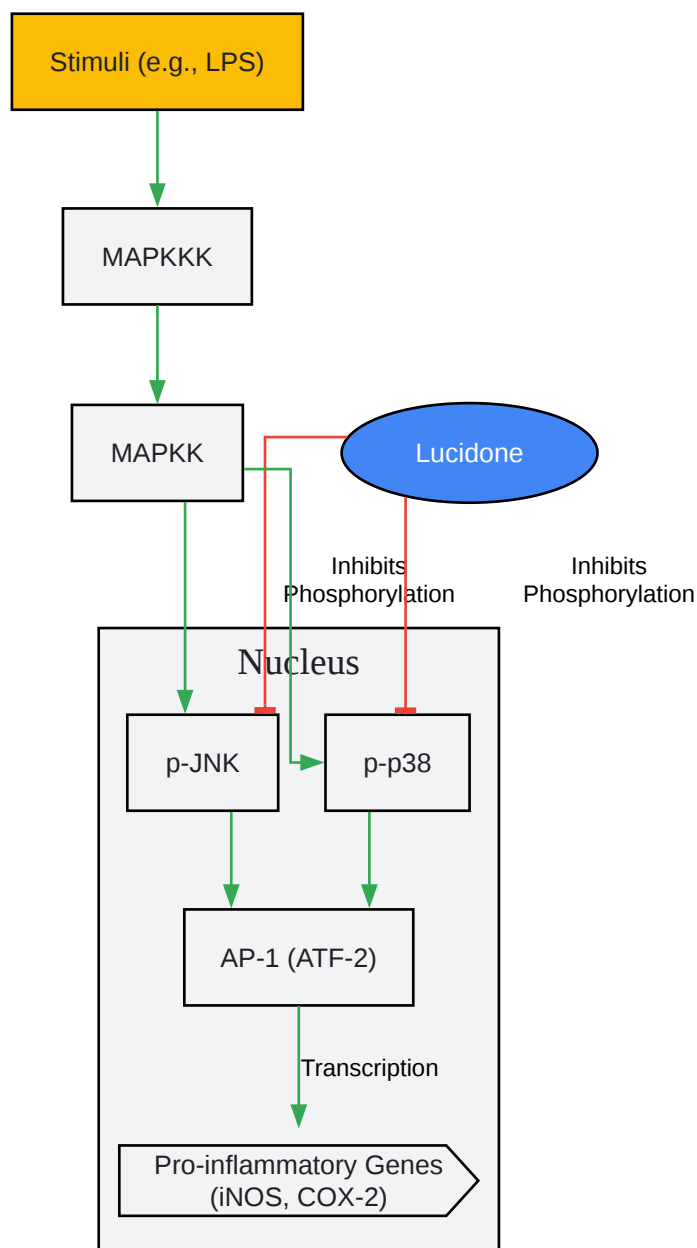 Stimuli (e.g., LPS)
MAPKKK
MAPKK
Lucidone
Inhibits
Phosphorylation
Inhibits
Phosphorylation
Nucleus
p-JNK
p-p38
AP-1 (ATF-2)
Transcription
Pro-inflammatory Genes
(iNOS, COX-2)